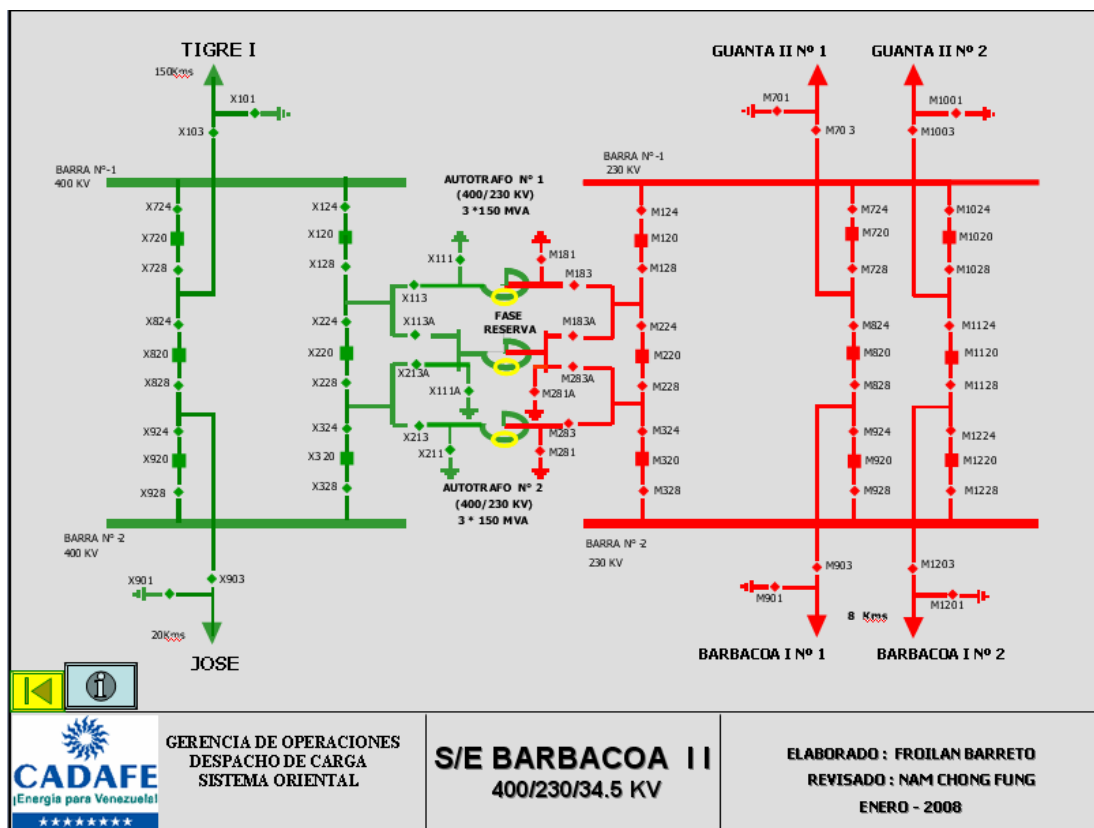 TIGRE I
GUANTA II Nº 1
GUANTA II Nº 2
150Kms
X101
X103
M701
M703
M1001
M1003
BARRA Nº-1
400 KV
BARRA Nº-1
230 KV
AUTOTRAFO Nº 1
(400/230 KV)
3 *150 MVA
X724
X720
X728
X124
X120
X128
X111
M181
X113
M183
M124
M120
M128
M724
M720
M728
M1024
M1020
M1028
FASE
RESERVA
X113A
M183A
X824
X820
X828
X224
X220
X228
X213A
X111A
M283A
M281A
M224
M220
M228
M824
M820
M828
M1124
M1120
M1128
X924
X920
X928
X324
X320
X328
X213
X211
M283
M281
M324
M320
M328
M924
M920
M928
M1224
M1220
M1228
AUTOTRAFO Nº 2
(400/230 KV)
3 * 150 MVA
BARRA Nº -2
400 KV
BARRA Nº -2
230 KV
X901
X903
M903
M901
M1203
M1201
20Kms
8 Kms
JOSE
BARBACOA I Nº 1
BARBACOA I Nº 2
i
CADAFE
¡Energía para Venezuela!
GERENCIA DE OPERACIONES
DESPACHO DE CARGA
SISTEMA ORIENTAL
S/E BARBACOA II
400/230/34.5 KV
ELABORADO : FROILAN BARRETO
REVISADO : NAM CHONG FUNG
ENERO - 2008